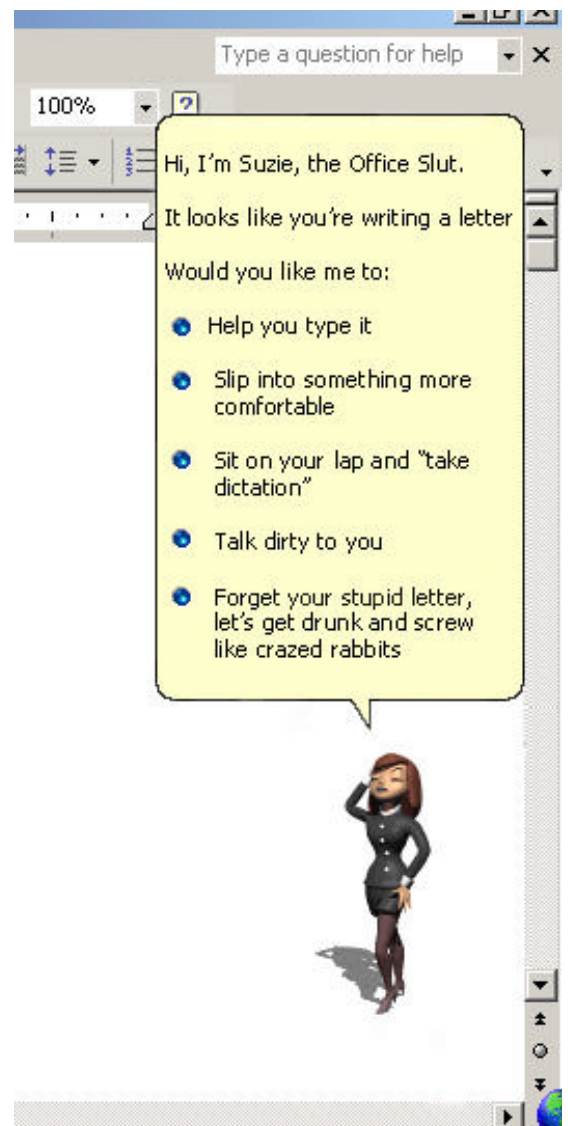 Type a question for help
100%
?
Hi, I'm Suzie, the Office Slut.
It looks like you're writing a letter
Would you like me to:
Help you type it
Slip into something more
comfortable
Sit on your lap and "take
dictation"
Talk dirty to you
Forget your stupid letter,
let's get drunk and screw
like crazed rabbits